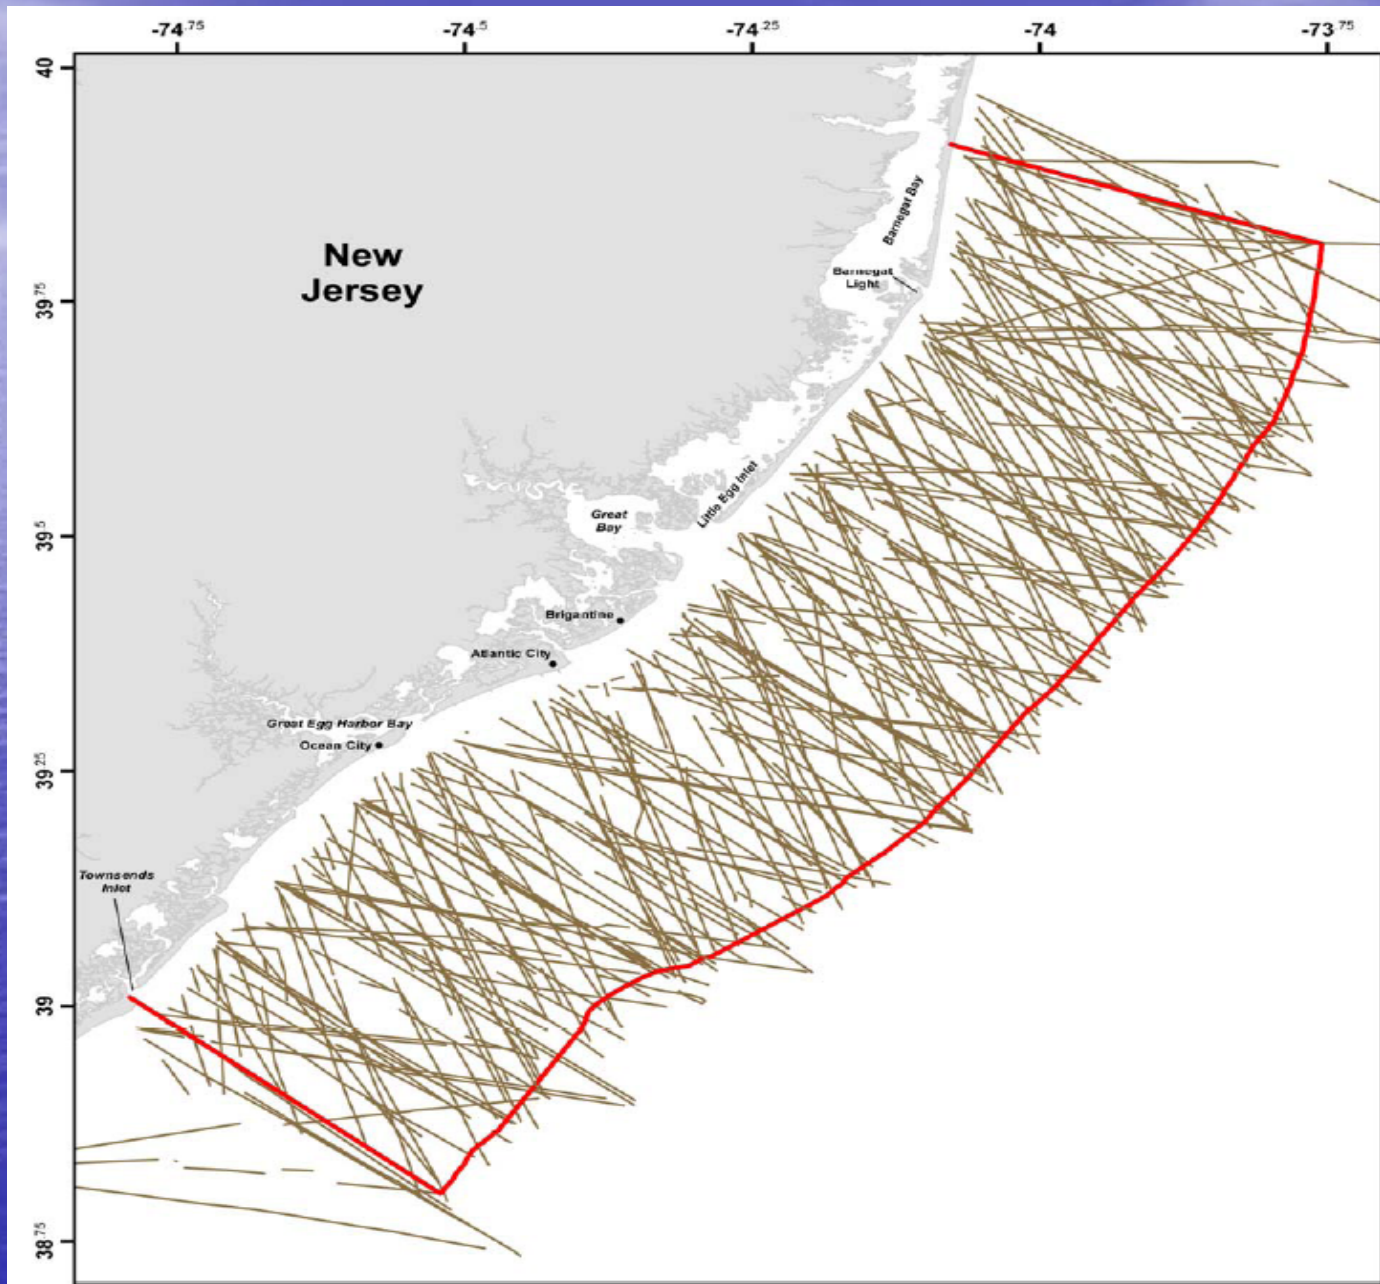 -74.75 -74.5 -74.25 -74 -73.75
40
39.75
39.5
39.25
39
38.75
New
Jersey
Barnegat Bay
Barnegat
Light
Little Egg Inlet
Great
Bay
Brigantine
Atlantic City
Great Egg Harbor Bay
Ocean City
Townsends
Inlet